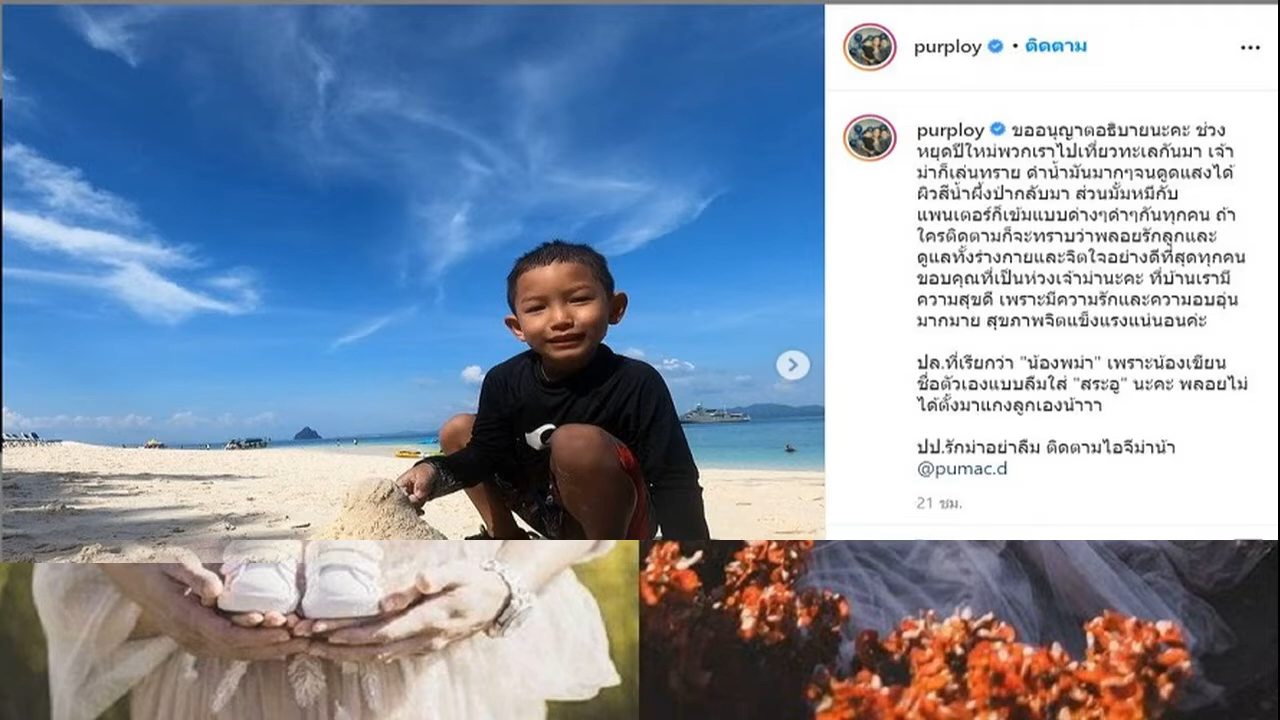 purploy • ติดตาม
purploy ขออนุญาตอธิบายนะคะ ช่วง
หยุดปีใหม่พวกเราไปเที่ยวทะเลกันมา เจ้า
ม่าก็เล่นทราย ดำน้ำมันมากๆจนดูดแสงได้
ผิวสีน้ำผึ้งป่ากลับมา ส่วนมั้มหมีกับ
แพนเตอร์ก็เข้มแบบด่างๆดำๆกันทุกคน ถ้า
ใครติดตามก็จะทราบว่าพลอยรักลูกและ
ดูแลทั้งร่างกายและจิตใจอย่างดีที่สุดทุกคน
ขอบคุณที่เป็นห่วงเจ้าม่านะคะ ที่บ้านเรามี
ความสุขดี เพราะมีความรักและความอบอุ่น
มากมาย สุขภาพจิตแข็งแรงแน่นอนค่ะ
ปล.ที่เรียกว่า "น้องพม่า" เพราะน้องเขียน
ชื่อตัวเองแบบลืมใส่ "สระอู" นะคะ พลอยไม่
ได้ตั้งมาแกงลูกเองน้าาา
ปป.รักม่าอย่าลืม ติดตามไอจีม่าน้า
@pumac.d
21 ชม.